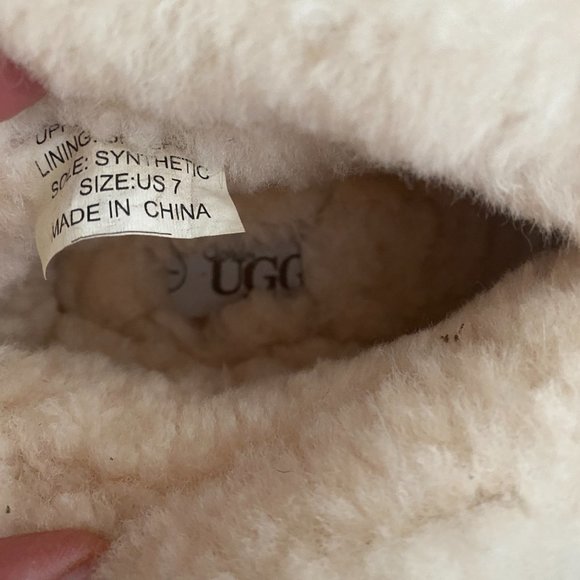 LINING:
SOLE: SYNTHETIC
SIZE:US 7
MADE IN CHINA
UGG